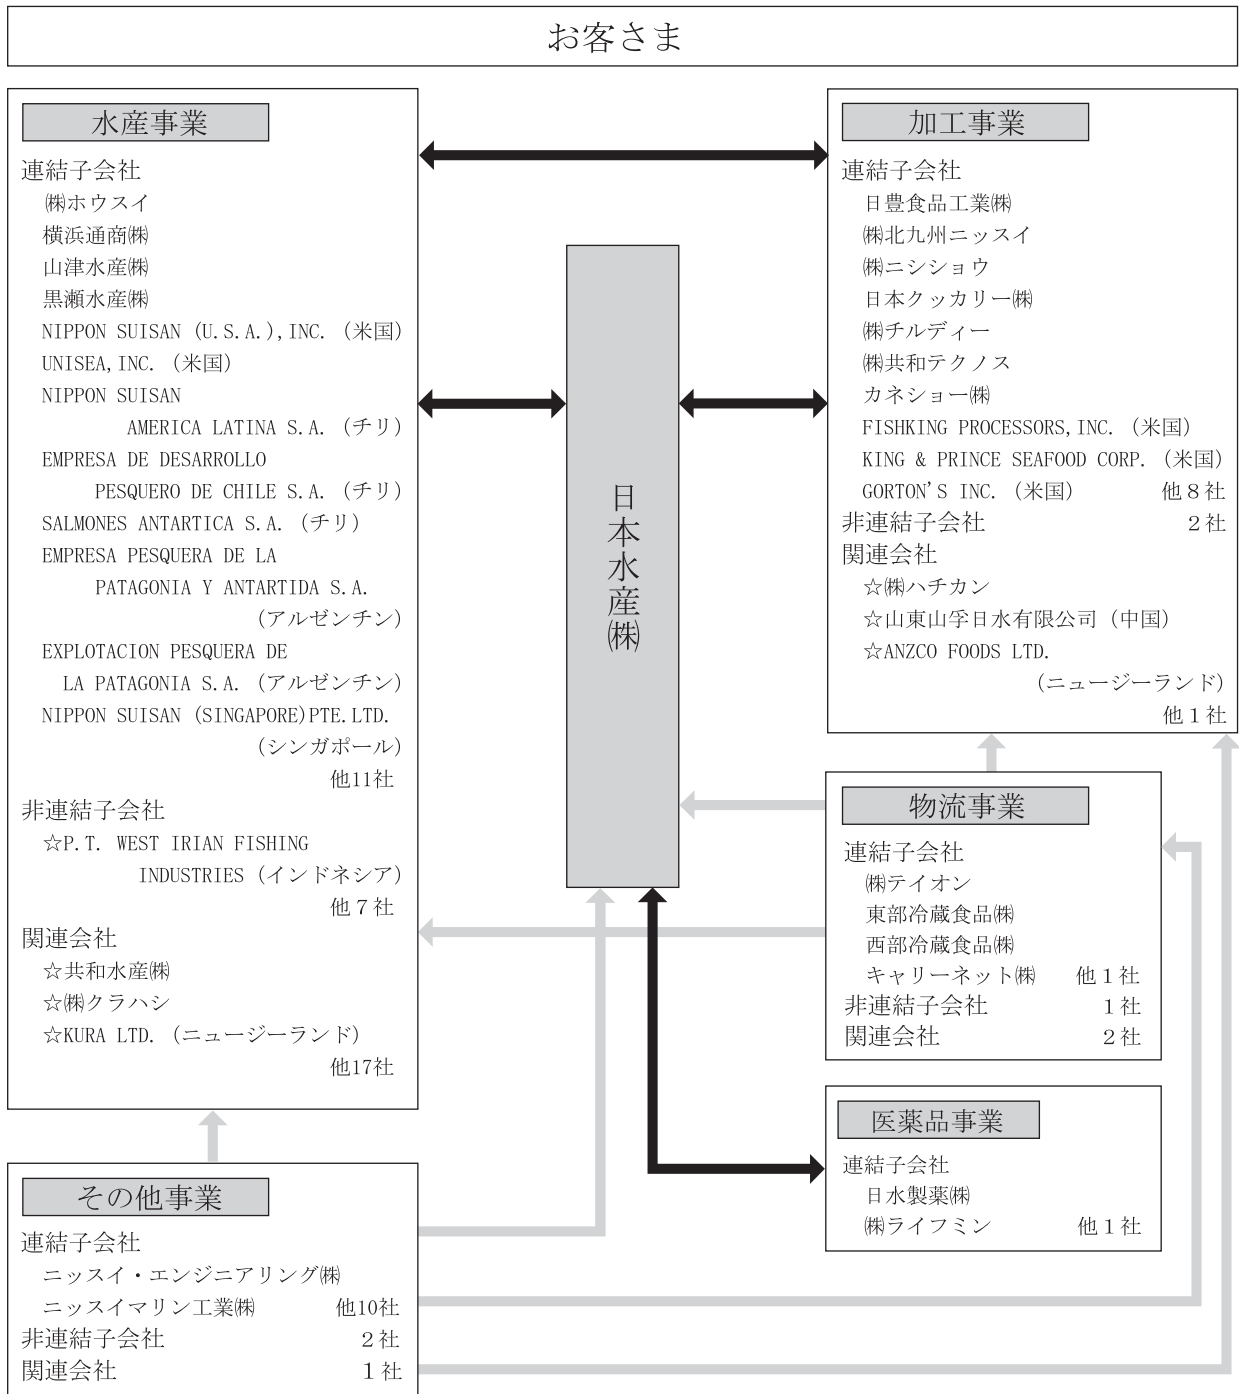 お客さま
水産事業
連結子会社
㈱ホウスイ
横浜通商㈱
山津水産㈱
黒瀬水産㈱
NIPPON SUISAN (U.S.A.),INC. (米国)
UNISEA,INC. (米国)
NIPPON SUISAN
AMERICA LATINA S.A. (チリ)
EMPRESA DE DESARROLLO
PESQUERO DE CHILE S.A. (チリ)
SALMONES ANTARTICA S.A. (チリ)
EMPRESA PESQUERA DE LA
PATAGONIA Y ANTARTIDA S.A.
(アルゼンチン)
EXPLOTACION PESQUERA DE
LA PATAGONIA S.A. (アルゼンチン)
NIPPON SUISAN (SINGAPORE)PTE.LTD.
(シンガポール)
他11社
非連結子会社
☆P.T. WEST IRIAN FISHING
INDUSTRIES (インドネシア)
他７社
関連会社
☆共和水産㈱
☆㈱クラハシ
☆KURA LTD. (ニュージーランド)
他17社
その他事業
連結子会社
ニッスイ・エンジニアリング㈱
ニッスイマリン工業㈱ 他10社
非連結子会社 ２社
関連会社 １社
日本水産㈱
加工事業
連結子会社
日豊食品工業㈱
㈱北九州ニッスイ
㈱ニシショウ
日本クッカリー㈱
㈱チルディー
㈱共和テクノス
カネショー㈱
FISHKING PROCESSORS,INC. (米国)
KING & PRINCE SEAFOOD CORP. (米国)
GORTON'S INC. (米国) 他８社
非連結子会社 ２社
関連会社
☆㈱ハチカン
☆山東山孚日水有限公司 (中国)
☆ANZCO FOODS LTD.
(ニュージーランド)
他１社
物流事業
連結子会社
㈱テイオン
東部冷蔵食品㈱
西部冷蔵食品㈱
キャリーネット㈱ 他１社
非連結子会社 １社
関連会社 ２社
医薬品事業
連結子会社
日水製薬㈱
㈱ライフミン 他１社